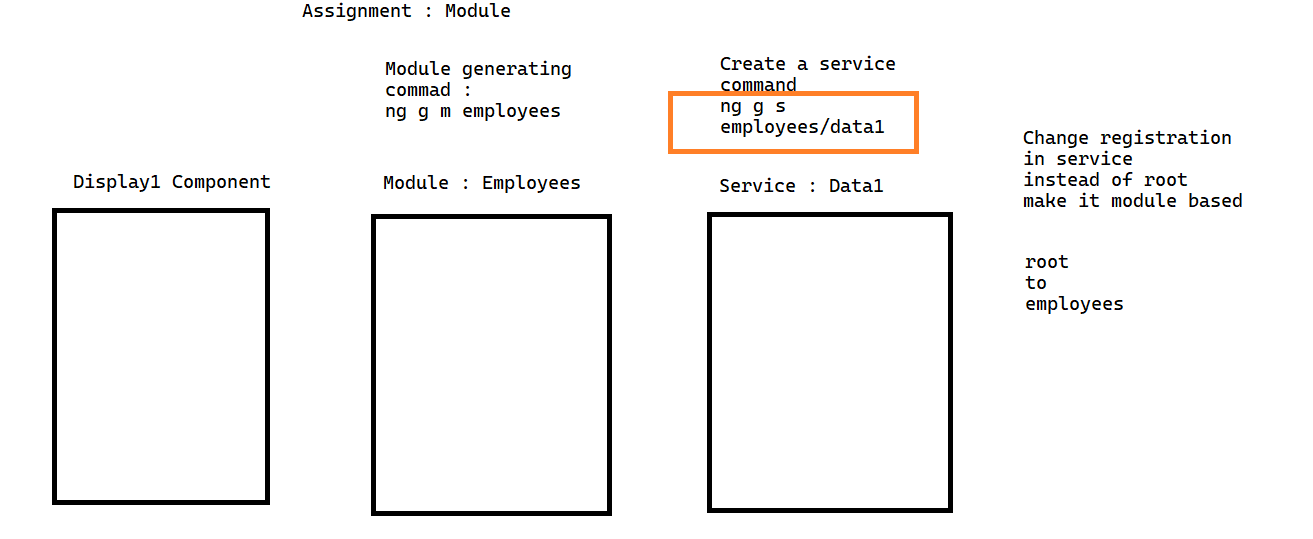 Assignment : Module
Module generating
commad :
ng g m employees
Create a service
command
ng g s
employees/data1
Change registration
in service
instead of root
make it module based
root
to
employees
Display1 Component
Module : Employees
Service : Data1